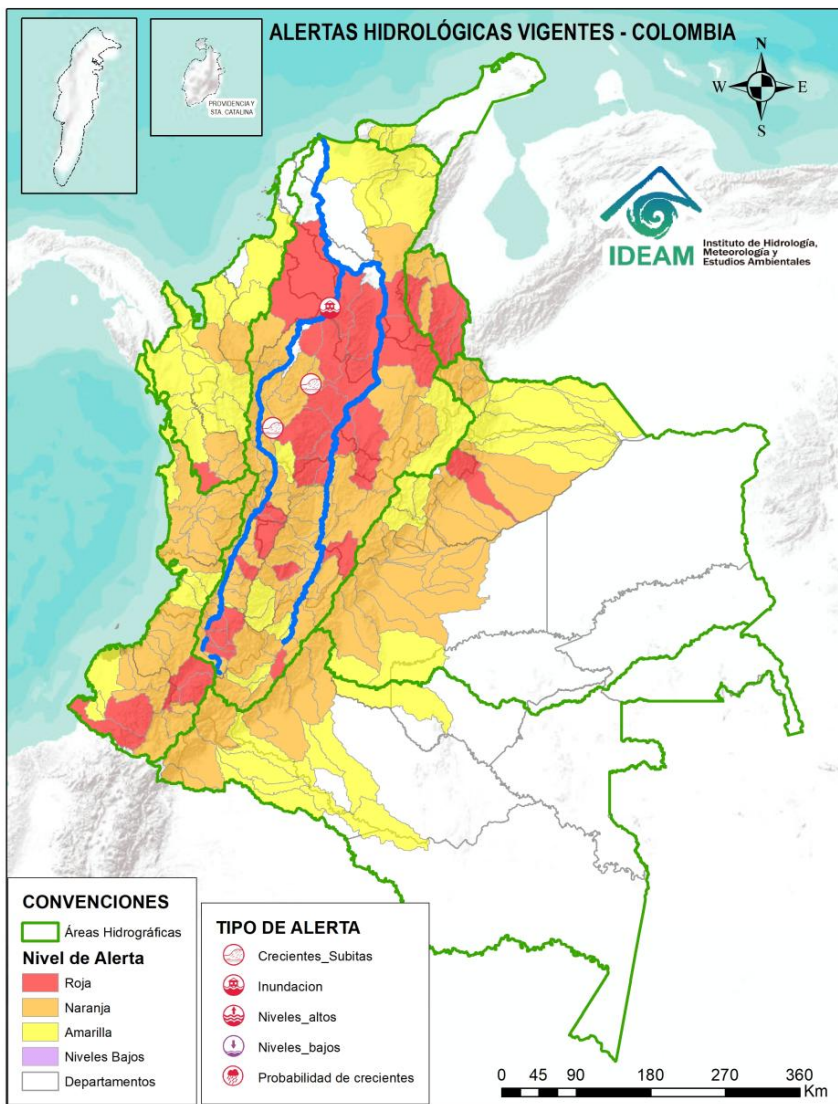 ALERTAS HIDROLÓGICAS VIGENTES - COLOMBIA
PROVIDENCIA Y
STA. CATALINA
N
W
E
S
IDEAM
Instituto de Hidrología,
Meteorología y
Estudios Ambientales
CONVENCIONES
Áreas Hidrográficas
Nivel de Alerta
Roja
Naranja
Amarilla
Niveles Bajos
Departamentos
TIPO DE ALERTA
Crecientes_Subitas
Inundacion
Niveles_altos
Niveles_bajos
Probabilidad de crecientes
0 45 90 180 270 360
Km